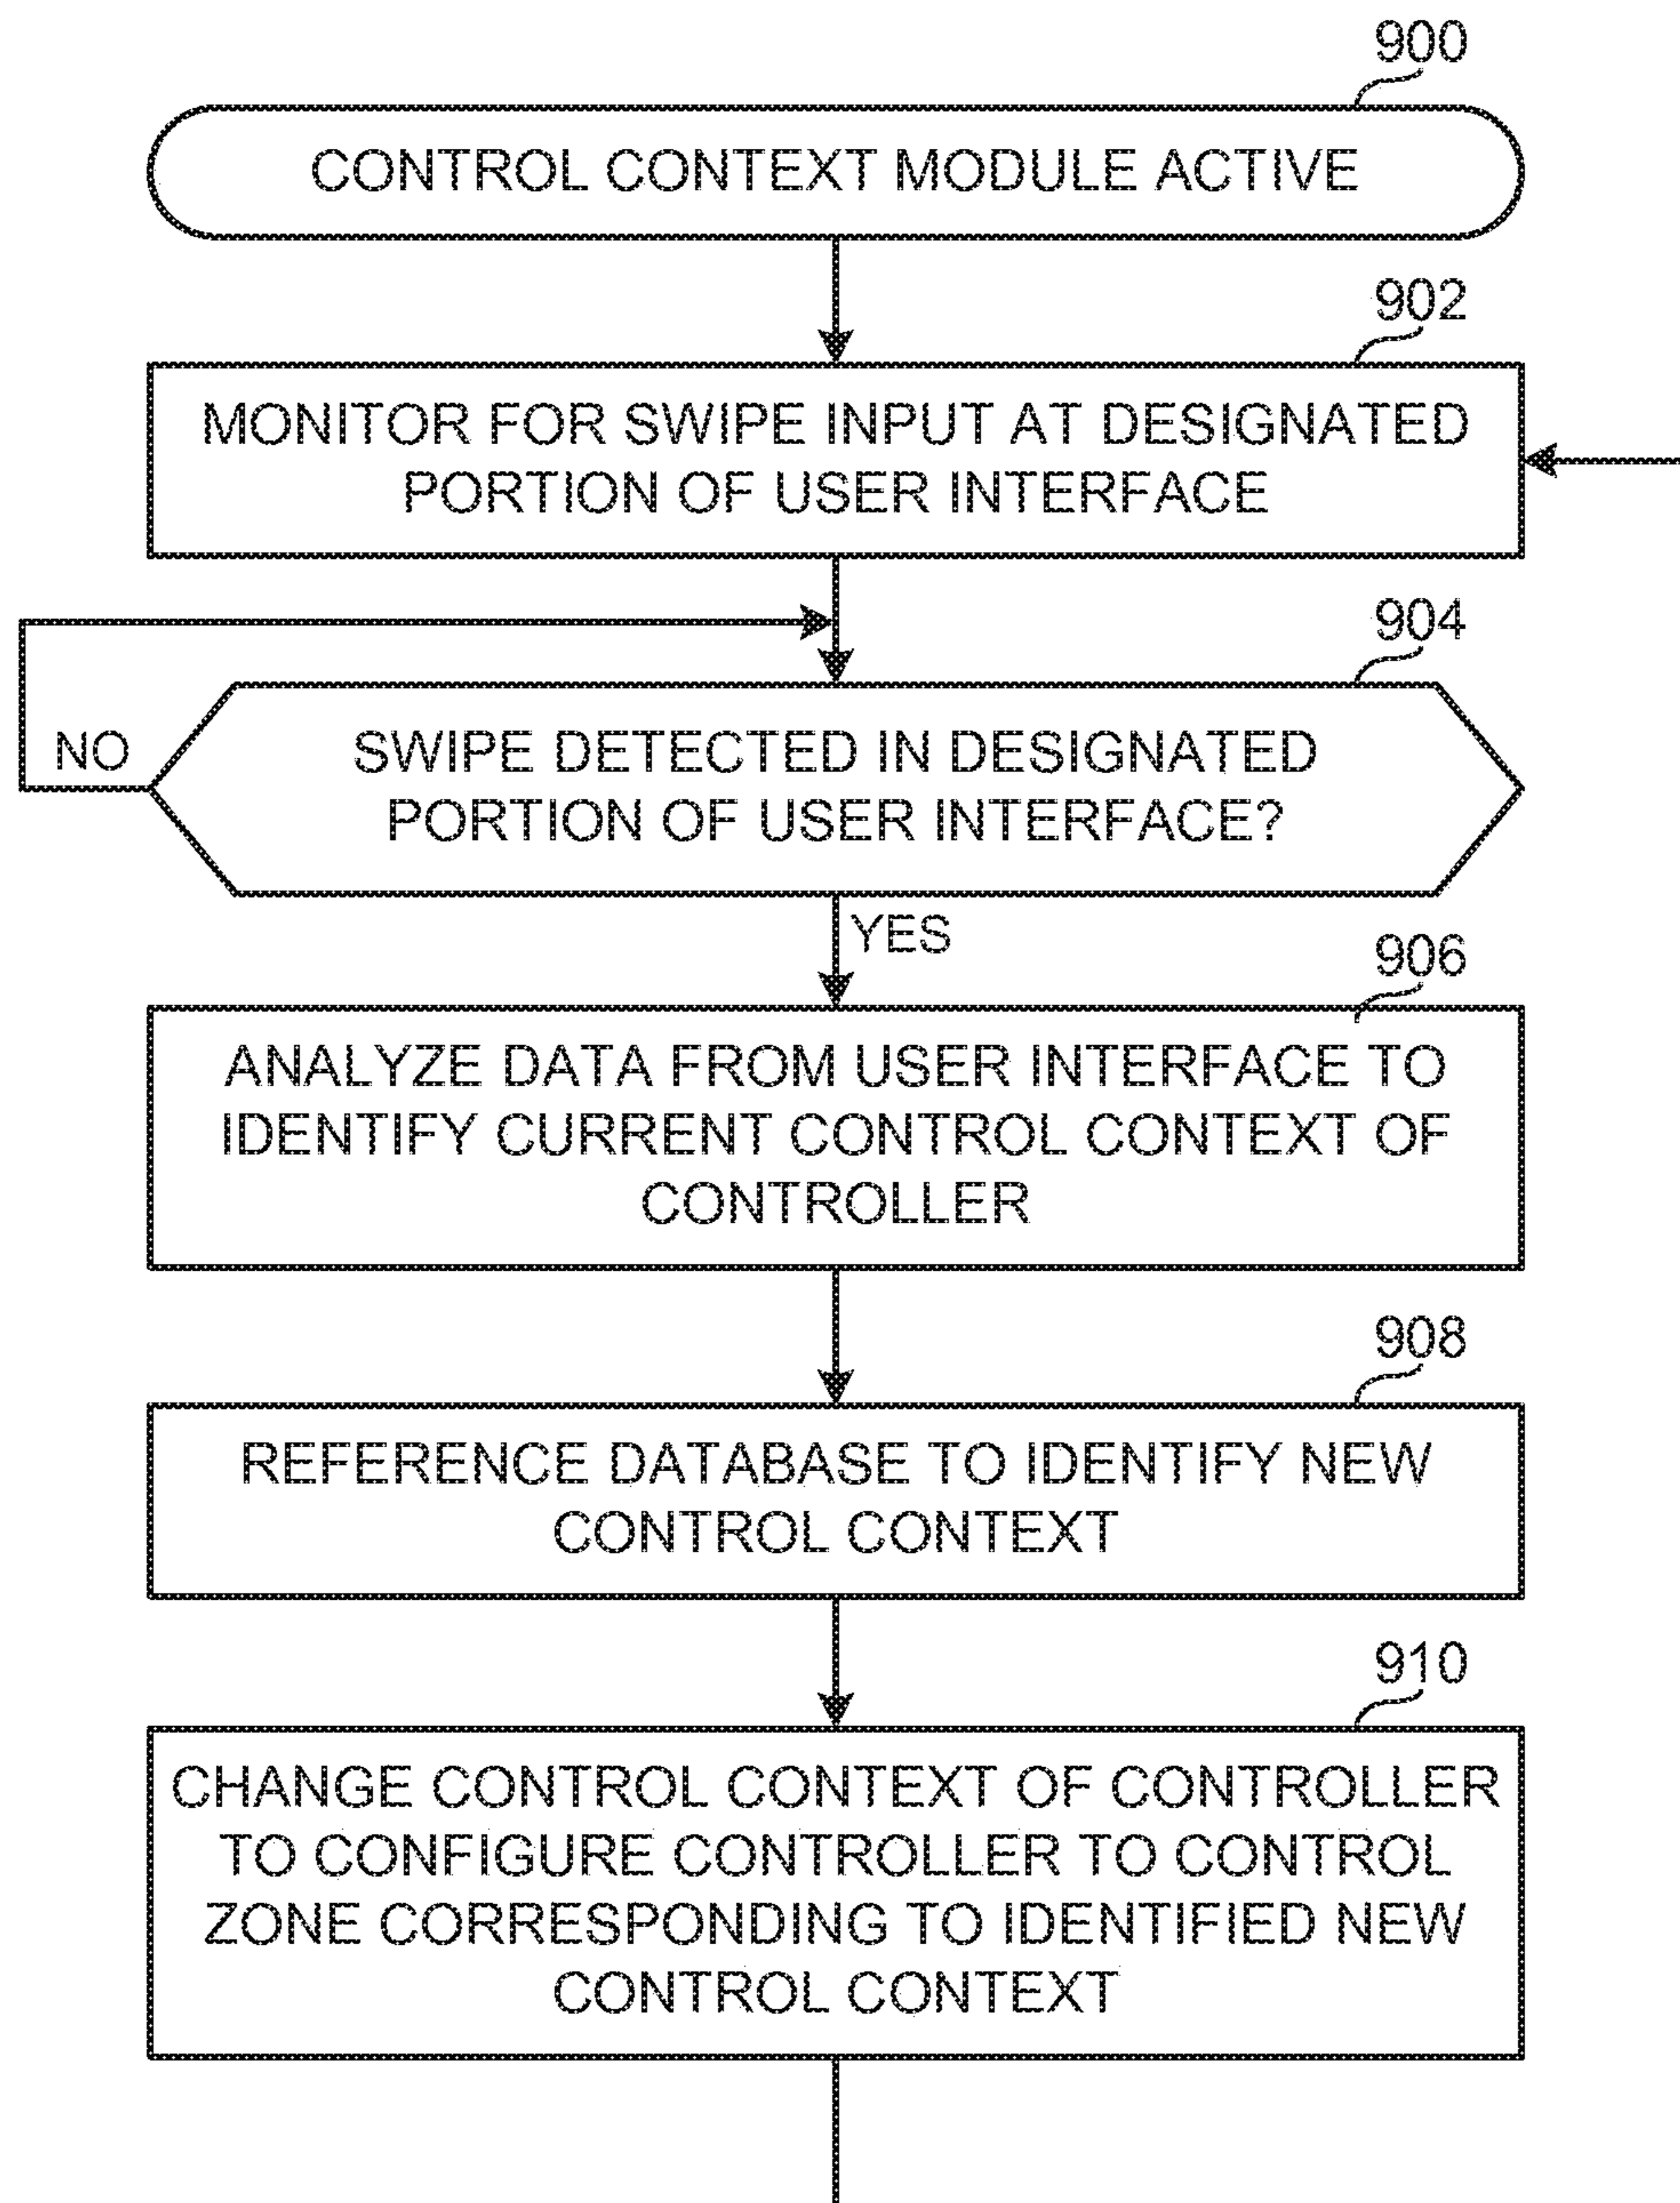 900
CONTROL CONTEXT MODULE ACTIVE
902
MONITOR FOR SWIPE INPUT AT DESIGNATED
PORTION OF USER INTERFACE
904
NO
SWIPE DETECTED IN DESIGNATED
PORTION OF USER INTERFACE?
YES
906
ANALYZE DATA FROM USER INTERFACE TO
IDENTIFY CURRENT CONTROL CONTEXT OF
CONTROLLER
908
REFERENCE DATABASE TO IDENTIFY NEW
CONTROL CONTEXT
910
CHANGE CONTROL CONTEXT OF CONTROLLER
TO CONFIGURE CONTROLLER TO CONTROL
ZONE CORRESPONDING TO IDENTIFIED NEW
CONTROL CONTEXT